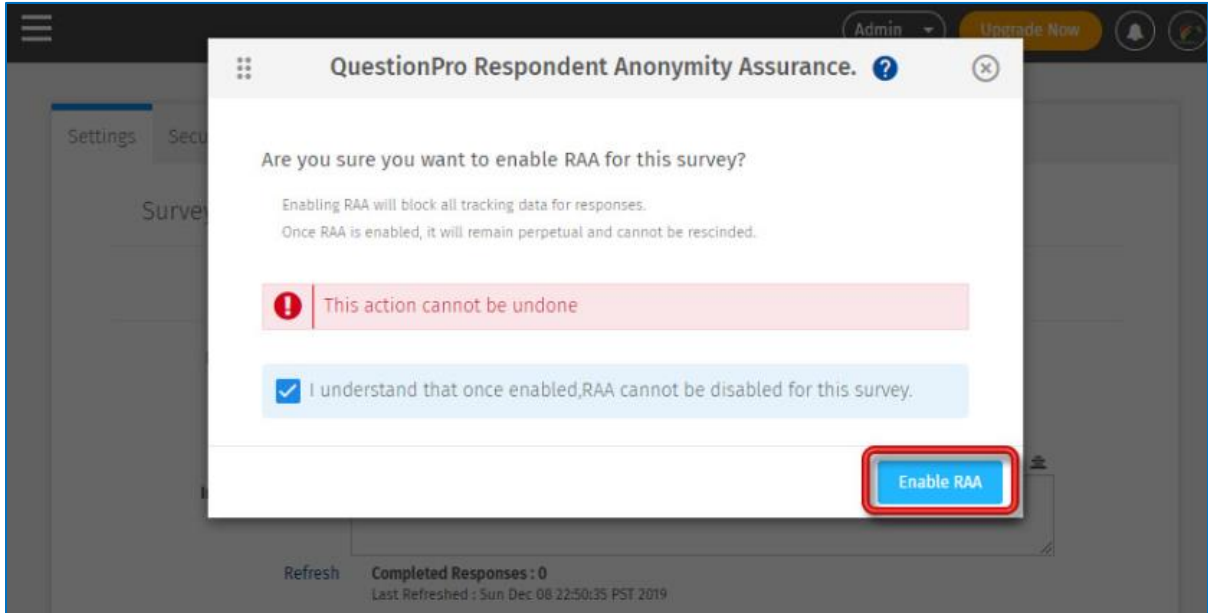 Admin
Upgrade Now
QuestionPro Respondent Anonymity Assurance. ?
Settings Secu
Are you sure you want to enable RAA for this survey?
Enabling RAA will block all tracking data for responses.
Survey
Once RAA is enabled, it will remain perpetual and cannot be rescinded.
This action cannot be undone
I understand that once enabled,RAA cannot be disabled for this survey.
Enable RAA
Refresh Completed Responses : 0
Last Refreshed : Sun Dec 08 22:50:35 PST 2019